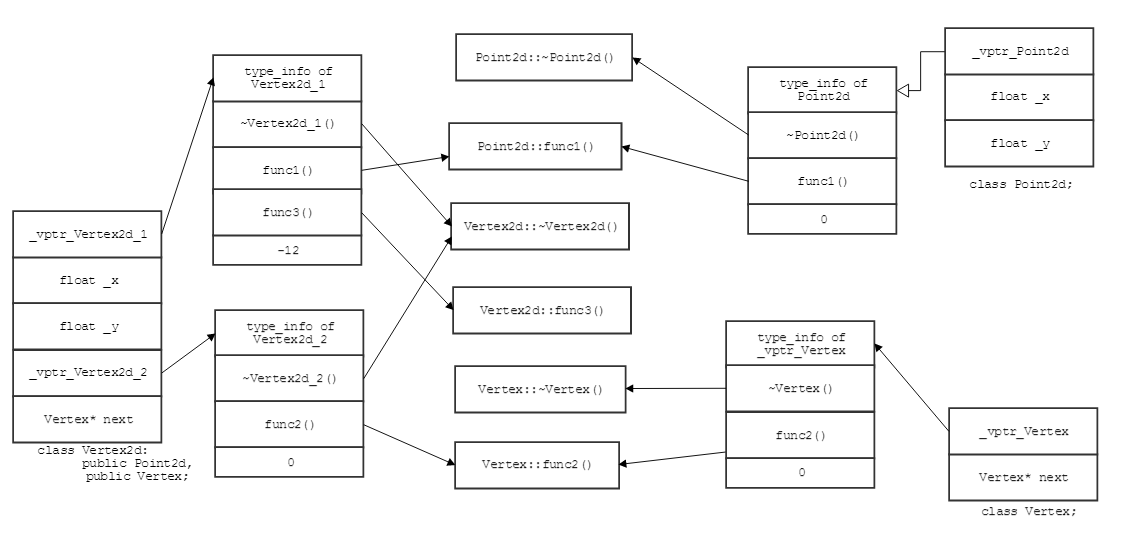 _vptr_Vertex2d_1
float _x
float _y
_vptr_Vertex2d_2
Vertex* next
class Vertex2d:
public Point2d,
public Vertex;
type_info of
Vertex2d_1
~Vertex2d_1()
func1()
func3()
-12
type_info of
Vertex2d_2
~Vertex2d_2()
func2()
0
Point2d::~Point2d()
Point2d::func1()
Vertex2d::~Vertex2d()
Vertex2d::func3()
Vertex::~Vertex()
Vertex::func2()
type_info of
Point2d
~Point2d()
func1()
0
type_info of
_vptr_Vertex
~Vertex()
func2()
0
_vptr_Point2d
float _x
float _y
class Point2d;
_vptr_Vertex
Vertex* next
class Vertex;